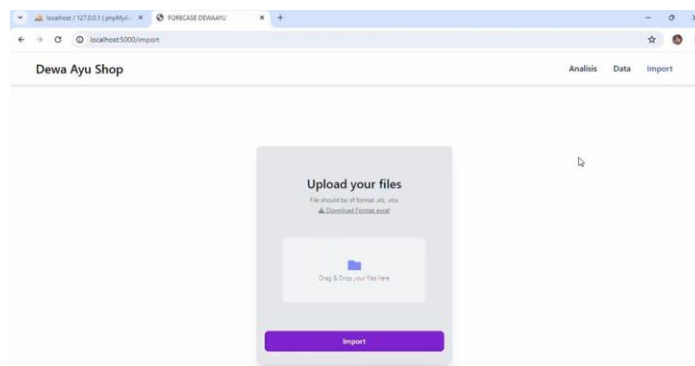 localhost / 127.0.0.1 | phpMyA
FORECASE DEWAAYU
localhost:5000/import
Dewa Ayu Shop
Analisis Data Import
Upload your files
File should be of format .xls, .xlsx
Download Format excel
Drag & Drop your files here
Import